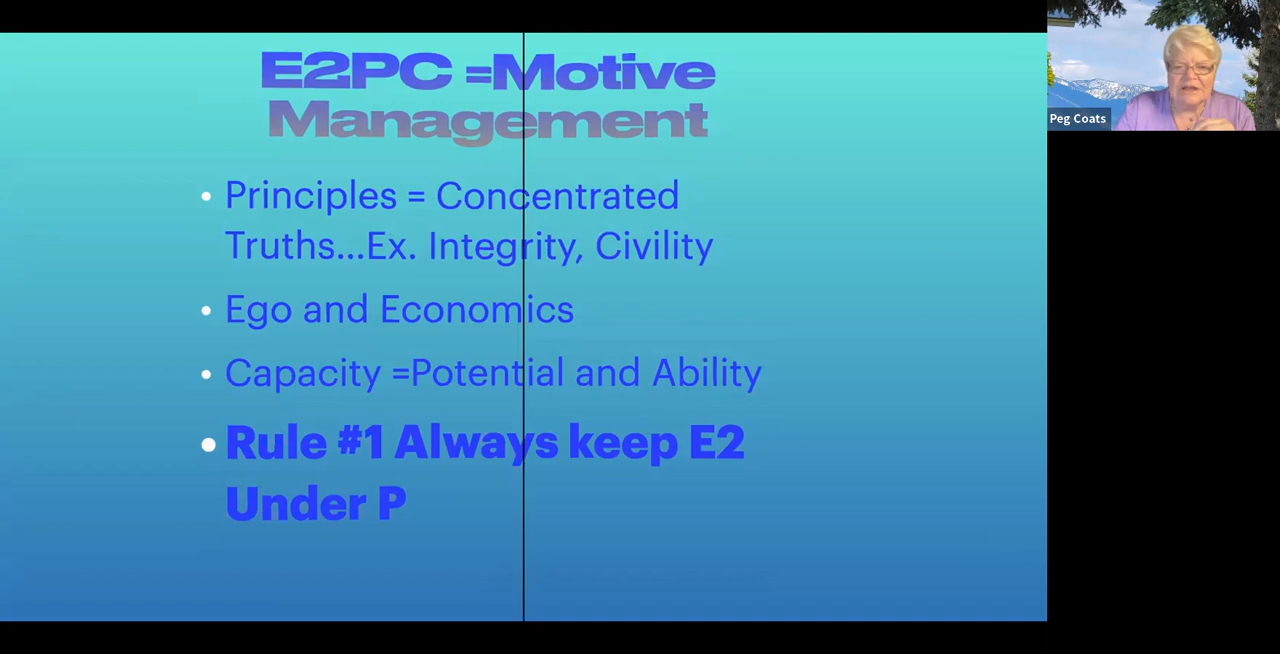 E2PC =Motive
Management
• Principles = Concentrated
Truths...Ex. Integrity, Civility
• Ego and Economics
• Capacity =Potential and Ability
• Rule #1 Always keep E2
Under P
Peg Coats